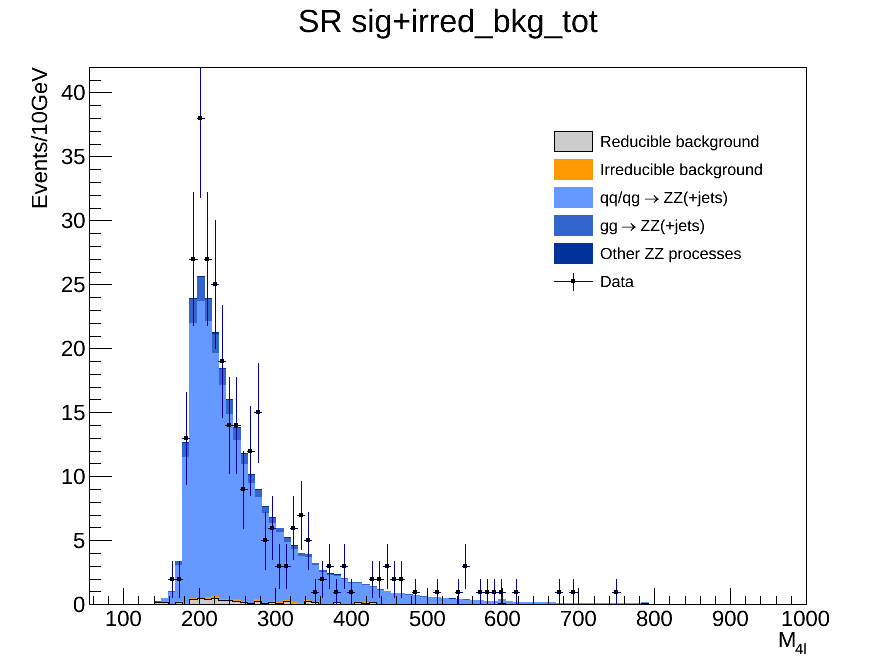 SR sig+irred_bkg_tot
Events/10GeV
40
35
30
25
20
15
10
5
0
Reducible background
Irreducible background
qq/qg → ZZ(+jets)
gg → ZZ(+jets)
Other ZZ processes
Data
100 200 300 400 500 600 700 800 900 1000
M4l